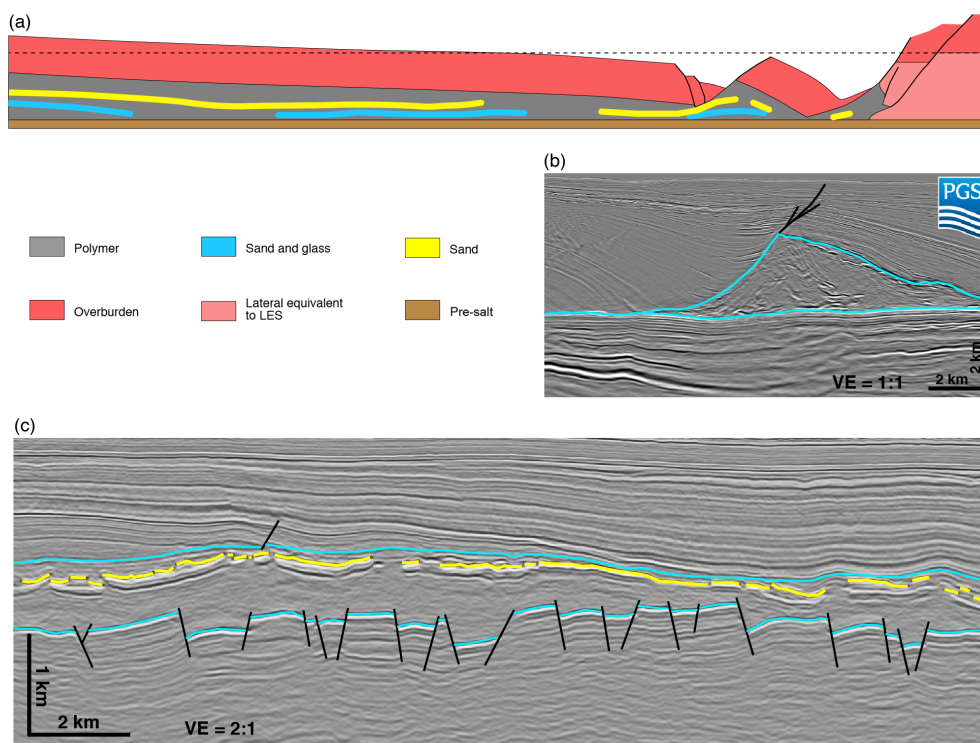 (a)
(b)
PGS
Polymer
Sand and glass
Sand
Overburden
Lateral equivalent
to LES
Pre-salt
2 km
VE = 1:1
2 km
(c)
1 km
2 km
VE = 2:1